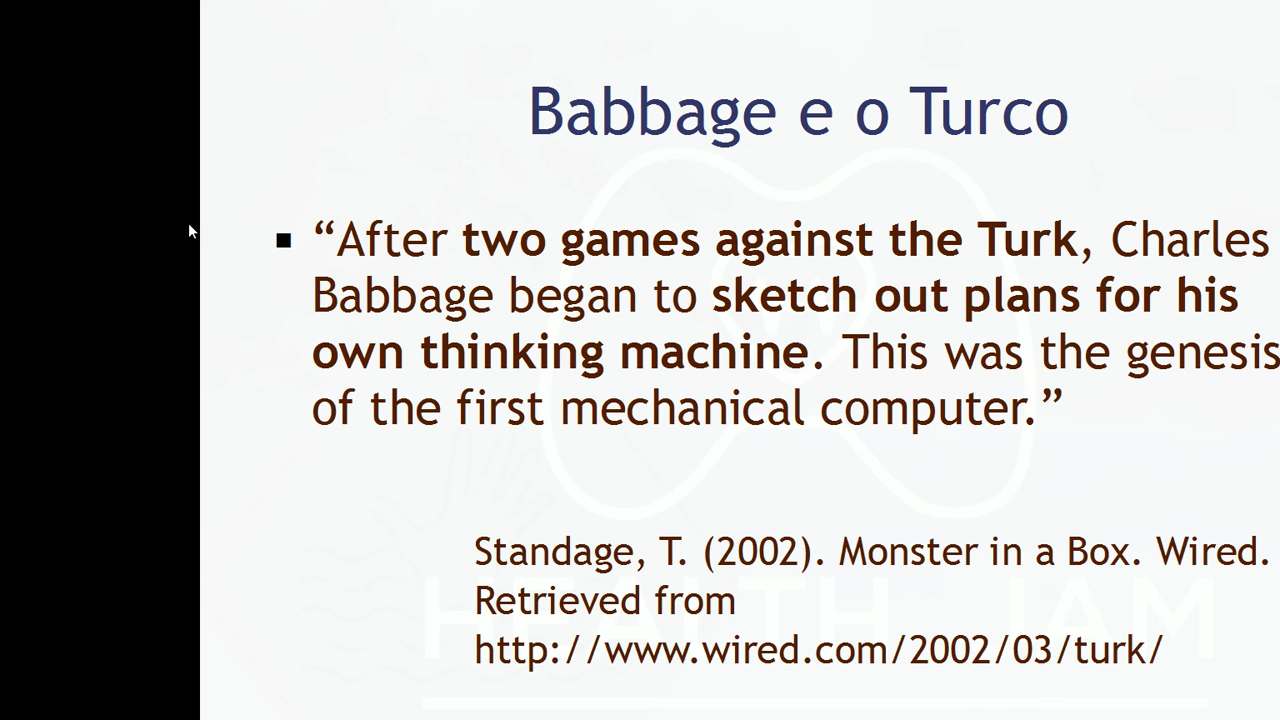 Babbage e o Turco
▪ “After two games against the Turk, Charles
Babbage began to sketch out plans for his
own thinking machine. This was the genesis
of the first mechanical computer.”
Standage, T. (2002). Monster in a Box. Wired.
Retrieved from
http://www.wired.com/2002/03/turk/
HEALTH JAM